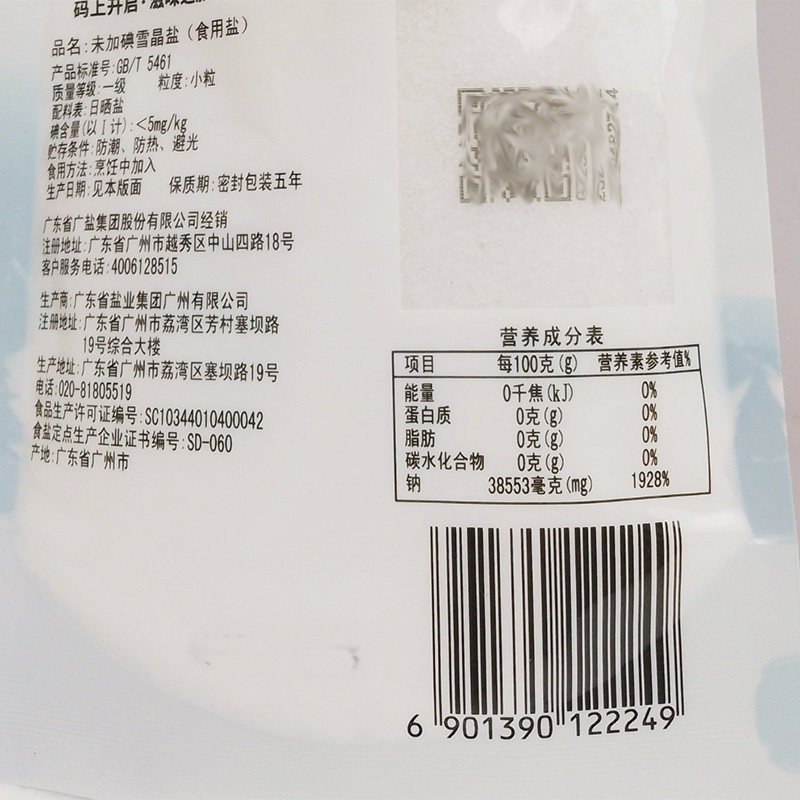 码上开启·滋味
品名:未加碘雪晶盐(食用盐)
产品标准号:GB/T 5461
质量等级:一级 粒度:小粒
配料表:日晒盐
碘含量(以I计):<5mg/kg
贮存条件:防潮、防热、避光
食用方法:烹饪中加入
生产日期:见本版面 保质期:密封包装五年
广东省广盐集团股份有限公司经销
注册地址:广东省广州市越秀区中山四路18号
客户服务电话:4006128515
生产商:广东省盐业集团广州有限公司
注册地址:广东省广州市荔湾区芳村塞坝路
19号综合大楼
生产地址:广东省广州市荔湾区塞坝路19号
电话:020-81805519
食品生产许可证编号:SC10344010400042
食盐定点生产企业证书编号:SD-060
产地:广东省广州市
营养成分表
项目 每100克(g) 营养素参考值%
能量 0千焦(kJ) 0%
蛋白质 0克(g) 0%
脂肪 0克(g) 0%
碳水化合物 0克(g) 0%
钠 38553毫克(mg) 1928%
6 901390 122249